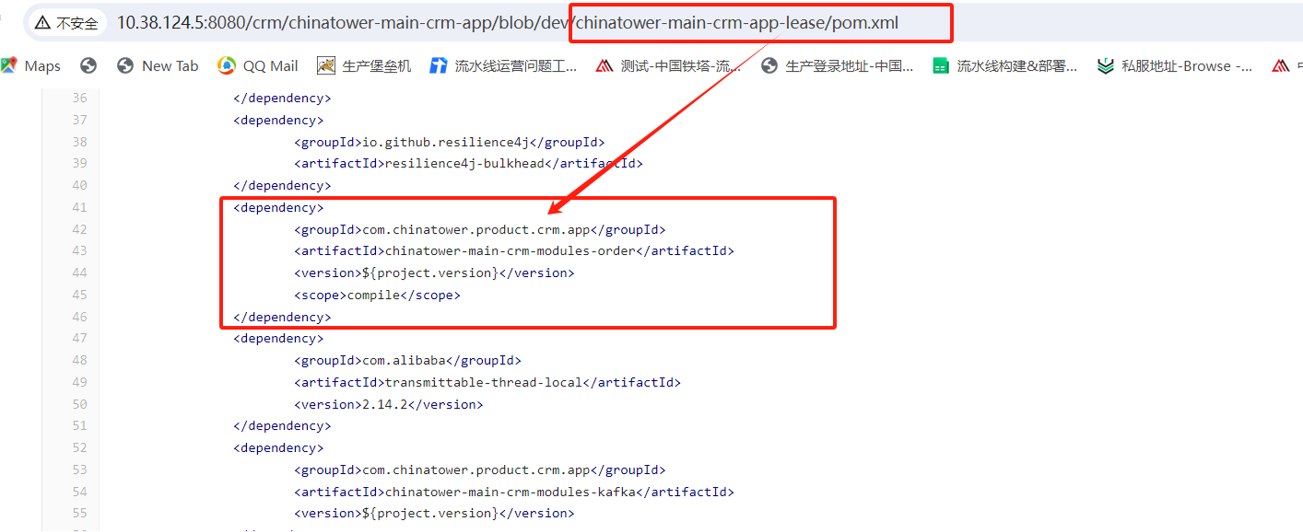 不安全 10.38.124.5:8080/crm/chinatower-main-crm-app/blob/dev/chinatower-main-crm-app-lease/pom.xml
Maps New Tab QQ Mail 生产堡垒机 流水线运营问题工... 测试-中国铁塔-流... 生产登录地址-中国... 流水线构建&部署... 私服地址-Browse -...
36 </dependency>
37 <dependency>
38 <groupId>io.github.resilience4j</groupId>
39 <artifactId>resilience4j-bulkhead</artifactId>
40 </dependency>
41 <dependency>
42 <groupId>com.chinatower.product.crm.app</groupId>
43 <artifactId>chinatower-main-crm-modules-order</artifactId>
44 <version>${project.version}</version>
45 <scope>compile</scope>
46 </dependency>
47 <dependency>
48 <groupId>com.alibaba</groupId>
49 <artifactId>transmittable-thread-local</artifactId>
50 <version>2.14.2</version>
51 </dependency>
52 <dependency>
53 <groupId>com.chinatower.product.crm.app</groupId>
54 <artifactId>chinatower-main-crm-modules-kafka</artifactId>
55 <version>${project.version}</version>